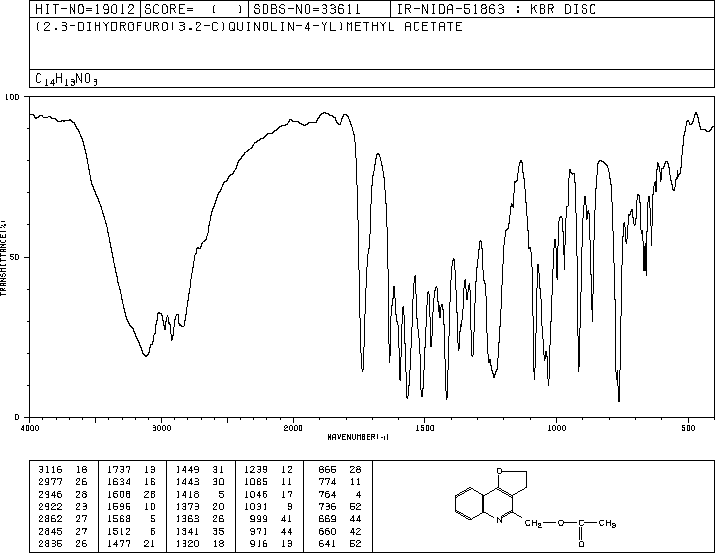 HIT-NO=19012 SCORE= ( ) SDBS-NO=33611 IR-NIDA-51863 : KBR DISC
(2,3-DIHYDROFURO(3,2-C)QUINOLIN-4-YL)METHYL ACETATE
C14H13NO3
100
50
0
TRANSMITTANCE(%)
4000 3000 2000 1500 1000 500
WAVENUMBER(-1)
3116 18 1737 13 1449 31 1239 12 866 28
2977 26 1634 16 1443 30 1085 11 774 11
2946 28 1608 26 1418 5 1046 17 764 4
2922 23 1596 10 1373 20 1031 9 736 52
2862 27 1568 5 1363 26 999 41 669 44
2845 27 1512 6 1341 35 971 44 660 42
2835 26 1477 21 1320 18 916 13 641 52
O
N
CH2 O C CH3
O